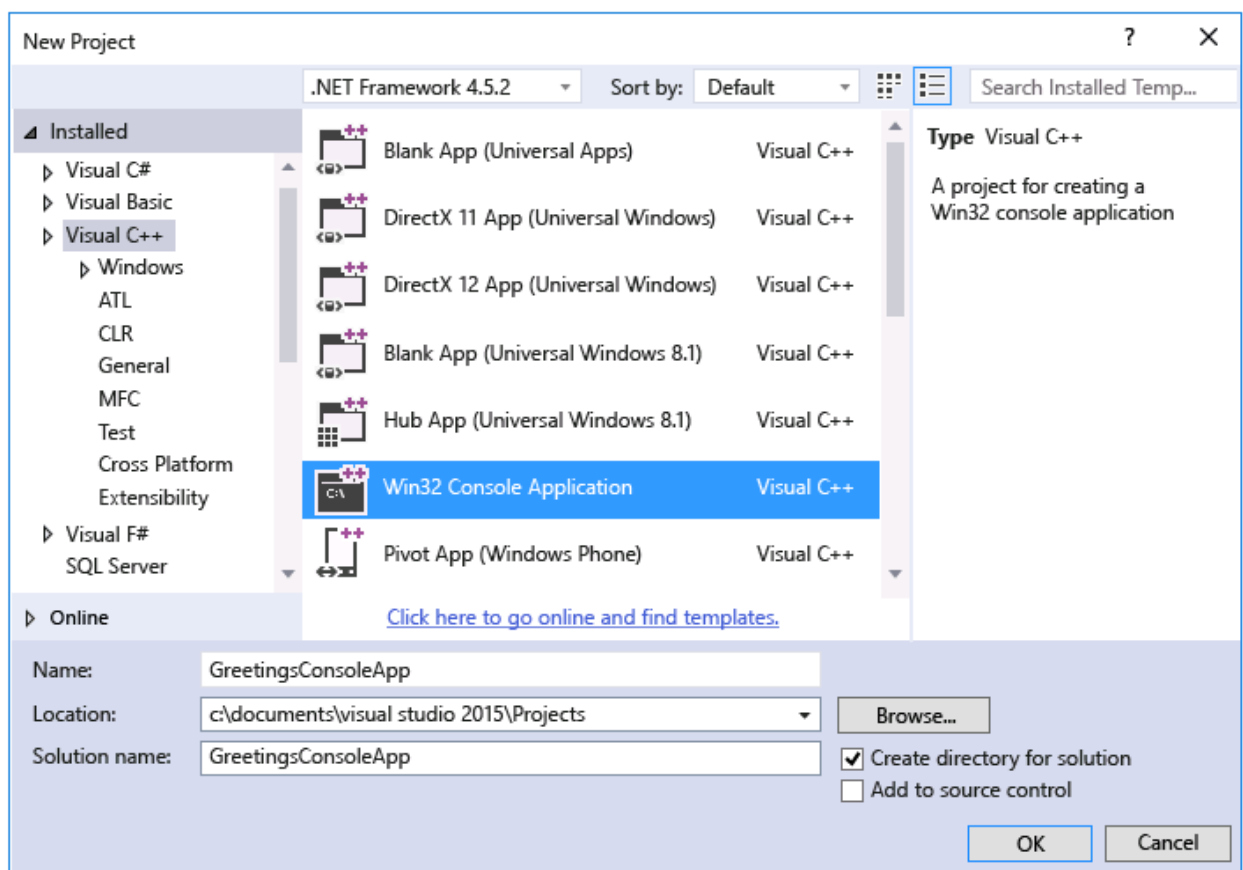 New Project
?
.NET Framework 4.5.2 Sort by: Default Search Installed Temp...
Installed
Visual C#
Visual Basic
Visual C++
Windows
ATL
CLR
General
MFC
Test
Cross Platform
Extensibility
Visual F#
SQL Server
Online
Blank App (Universal Apps) Visual C++
DirectX 11 App (Universal Windows) Visual C++
DirectX 12 App (Universal Windows) Visual C++
Blank App (Universal Windows 8.1) Visual C++
Hub App (Universal Windows 8.1) Visual C++
C:\ Win32 Console Application Visual C++
Pivot App (Windows Phone) Visual C++
Click here to go online and find templates.
Type Visual C++
A project for creating a
Win32 console application
Name: GreetingsConsoleApp
Location: c:\documents\visual studio 2015\Projects Browse...
Solution name: GreetingsConsoleApp
Create directory for solution
Add to source control
OK Cancel